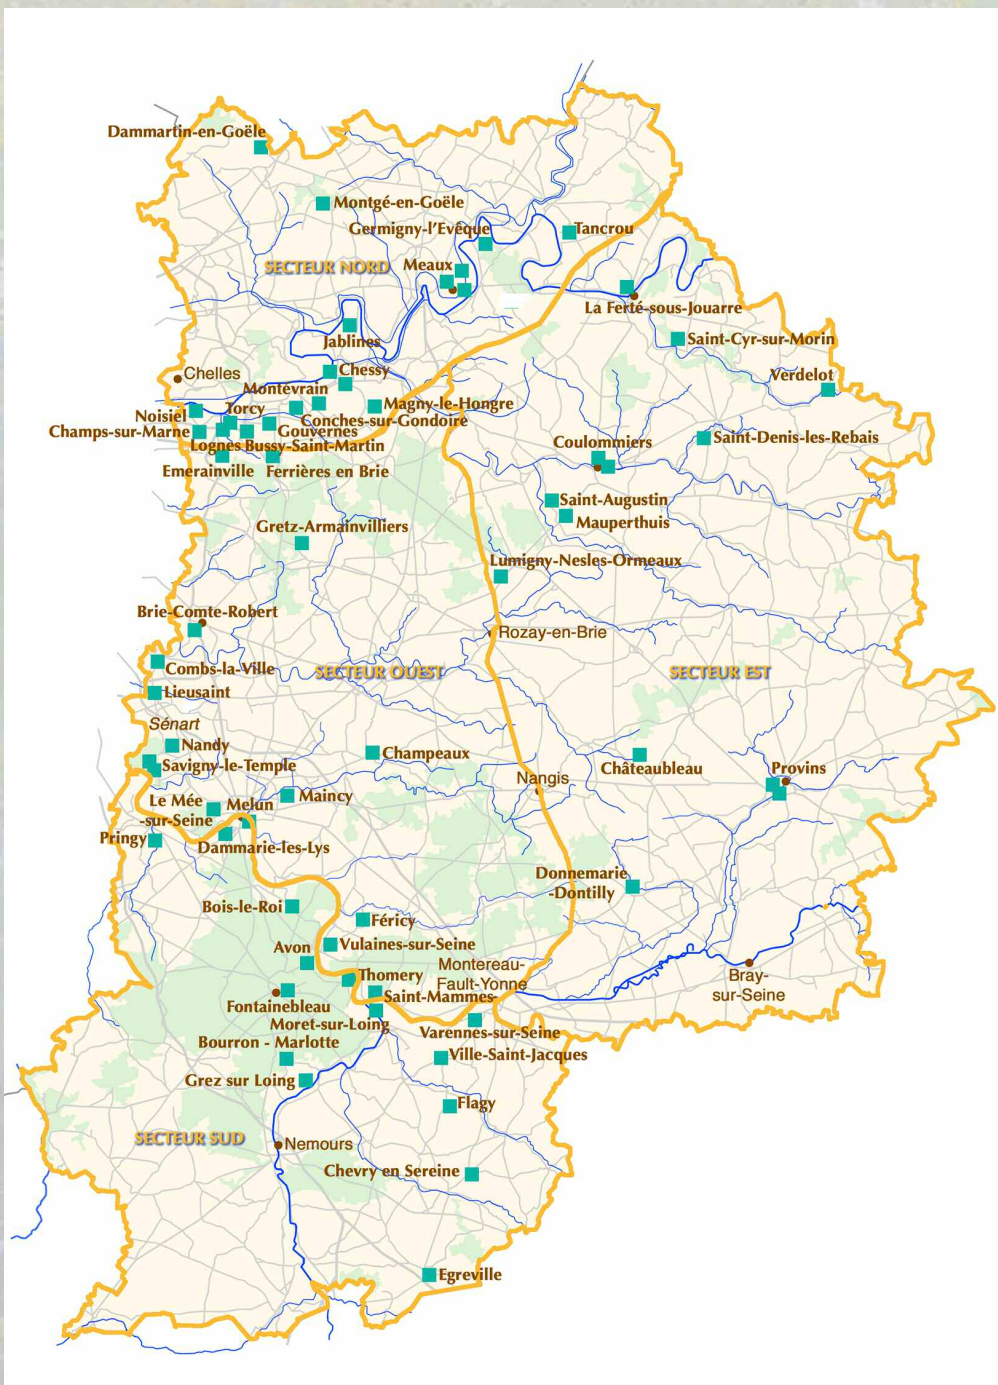 Dammartin-en-Goële
Montgé-en-Goële
Germigny-l'Evêque
Tancrou
SECTEUR NORD
Meaux
La Ferté-sous-Jouarre
Jablines
Saint-Cyr-sur-Morin
Chelles
Chessy
Verdelot
Montévrain
Magny-le-Hongre
Noisiel
Torcy
Conches-sur-Gondoire
Champs-sur-Marne
Gouvernes
Saint-Denis-les-Rebais
Coulommiers
Lognes
Bussy-Saint-Martin
Emerainville
Ferrières en Brie
Saint-Augustin
Mauperthuis
Gretz-Armainvilliers
Lumigny-Nesles-Ormeaux
Brie-Comte-Robert
Rozay-en-Brie
Combs-la-Ville
SECTEUR OUEST
SECTEUR EST
Lieusaint
Sénart
Nandy
Champeaux
Savigny-le-Temple
Châteaubleau
Provins
Nangis
Maincy
Le Mée
-sur-Seine
Melun
Pringy
Dammarie-les-Lys
Donnemarie
-Dontilly
Bois-le-Roi
Féricy
Avon
Vulaines-sur-Seine
Montereau-
Fault-Yonne
Thomery
Bray-
sur-Seine
Saint-Mammes-
Fontainebleau
Moret-sur-Loing
Varennes-sur-Seine
Bourron - Marlotte
Ville-Saint-Jacques
Grez sur Loing
Flagy
SECTEUR SUD
Nemours
Chevry en Sereine
Egreville